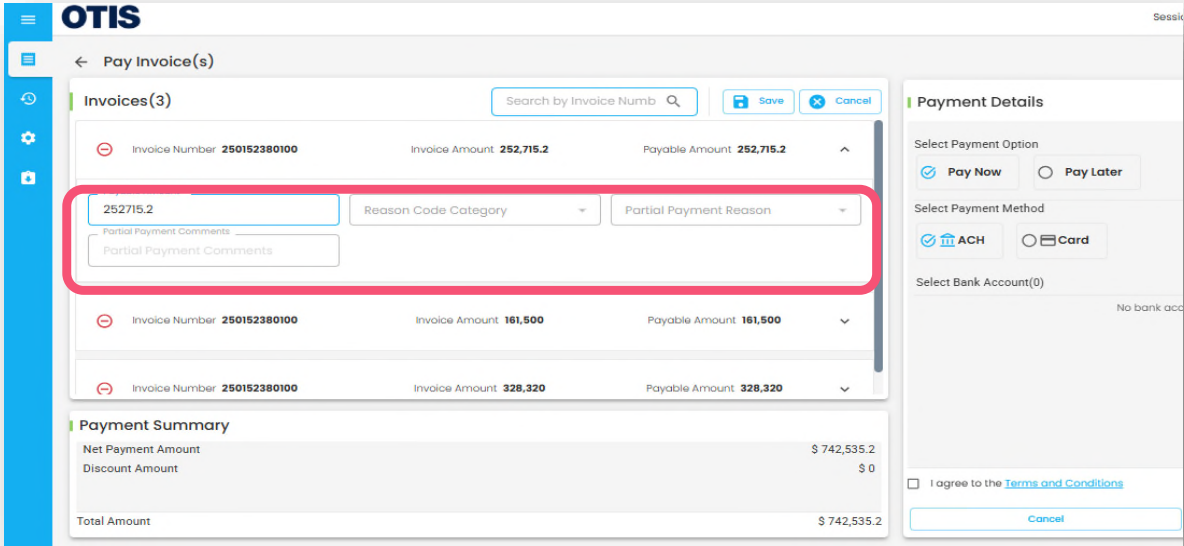 OTIS
Sessio
Pay Invoice(s)
Invoices(3)
Search by Invoice Numb
Save
Cancel
Invoice Number 250152380100 Invoice Amount 252,715.2 Payable Amount 252,715.2
252715.2
Reason Code Category
Partial Payment Reason
Partial Payment Comments
Partial Payment Comments
Invoice Number 250152380100 Invoice Amount 161,500 Payable Amount 161,500
Invoice Number 250152380100 Invoice Amount 328,320 Payable Amount 328,320
Payment Summary
Net Payment Amount $ 742,535.2
Discount Amount $ 0
Total Amount $ 742,535.2
Payment Details
Select Payment Option
Pay Now
Pay Later
Select Payment Method
ACH
Card
Select Bank Account(0)
No bank acc
I agree to the Terms and Conditions
Cancel